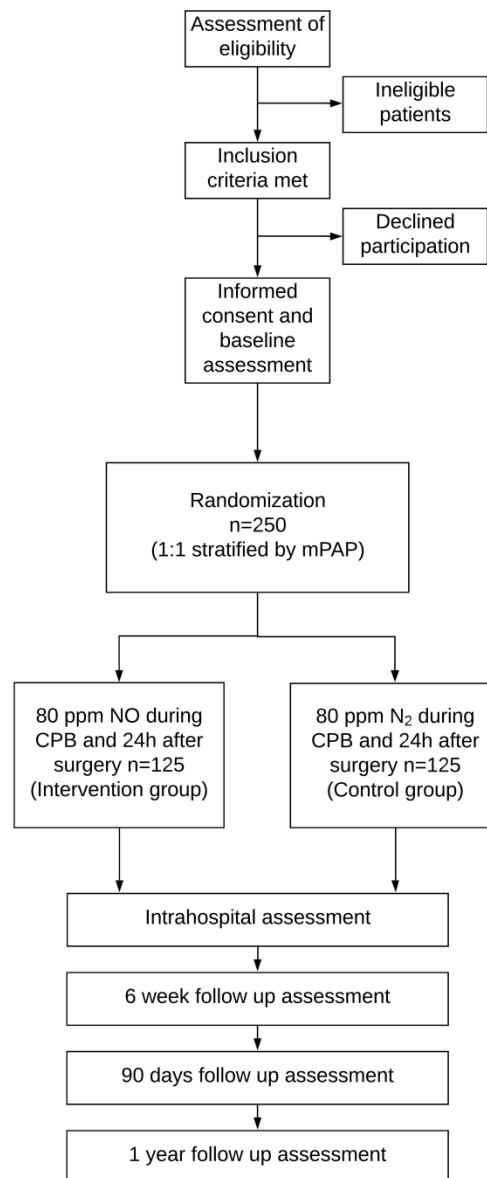 Assessment of
eligibility
Ineligible
patients
Inclusion
criteria met
Declined
participation
Informed
consent and
baseline
assessment
Randomization
n=250
(1:1 stratified by mPAP)
80 ppm NO during
CPB and 24h after
surgery n=125
(Intervention group)
80 ppm N₂ during
CPB and 24h after
surgery n=125
(Control group)
Intrahospital assessment
6 week follow up assessment
90 days follow up assessment
1 year follow up assessment